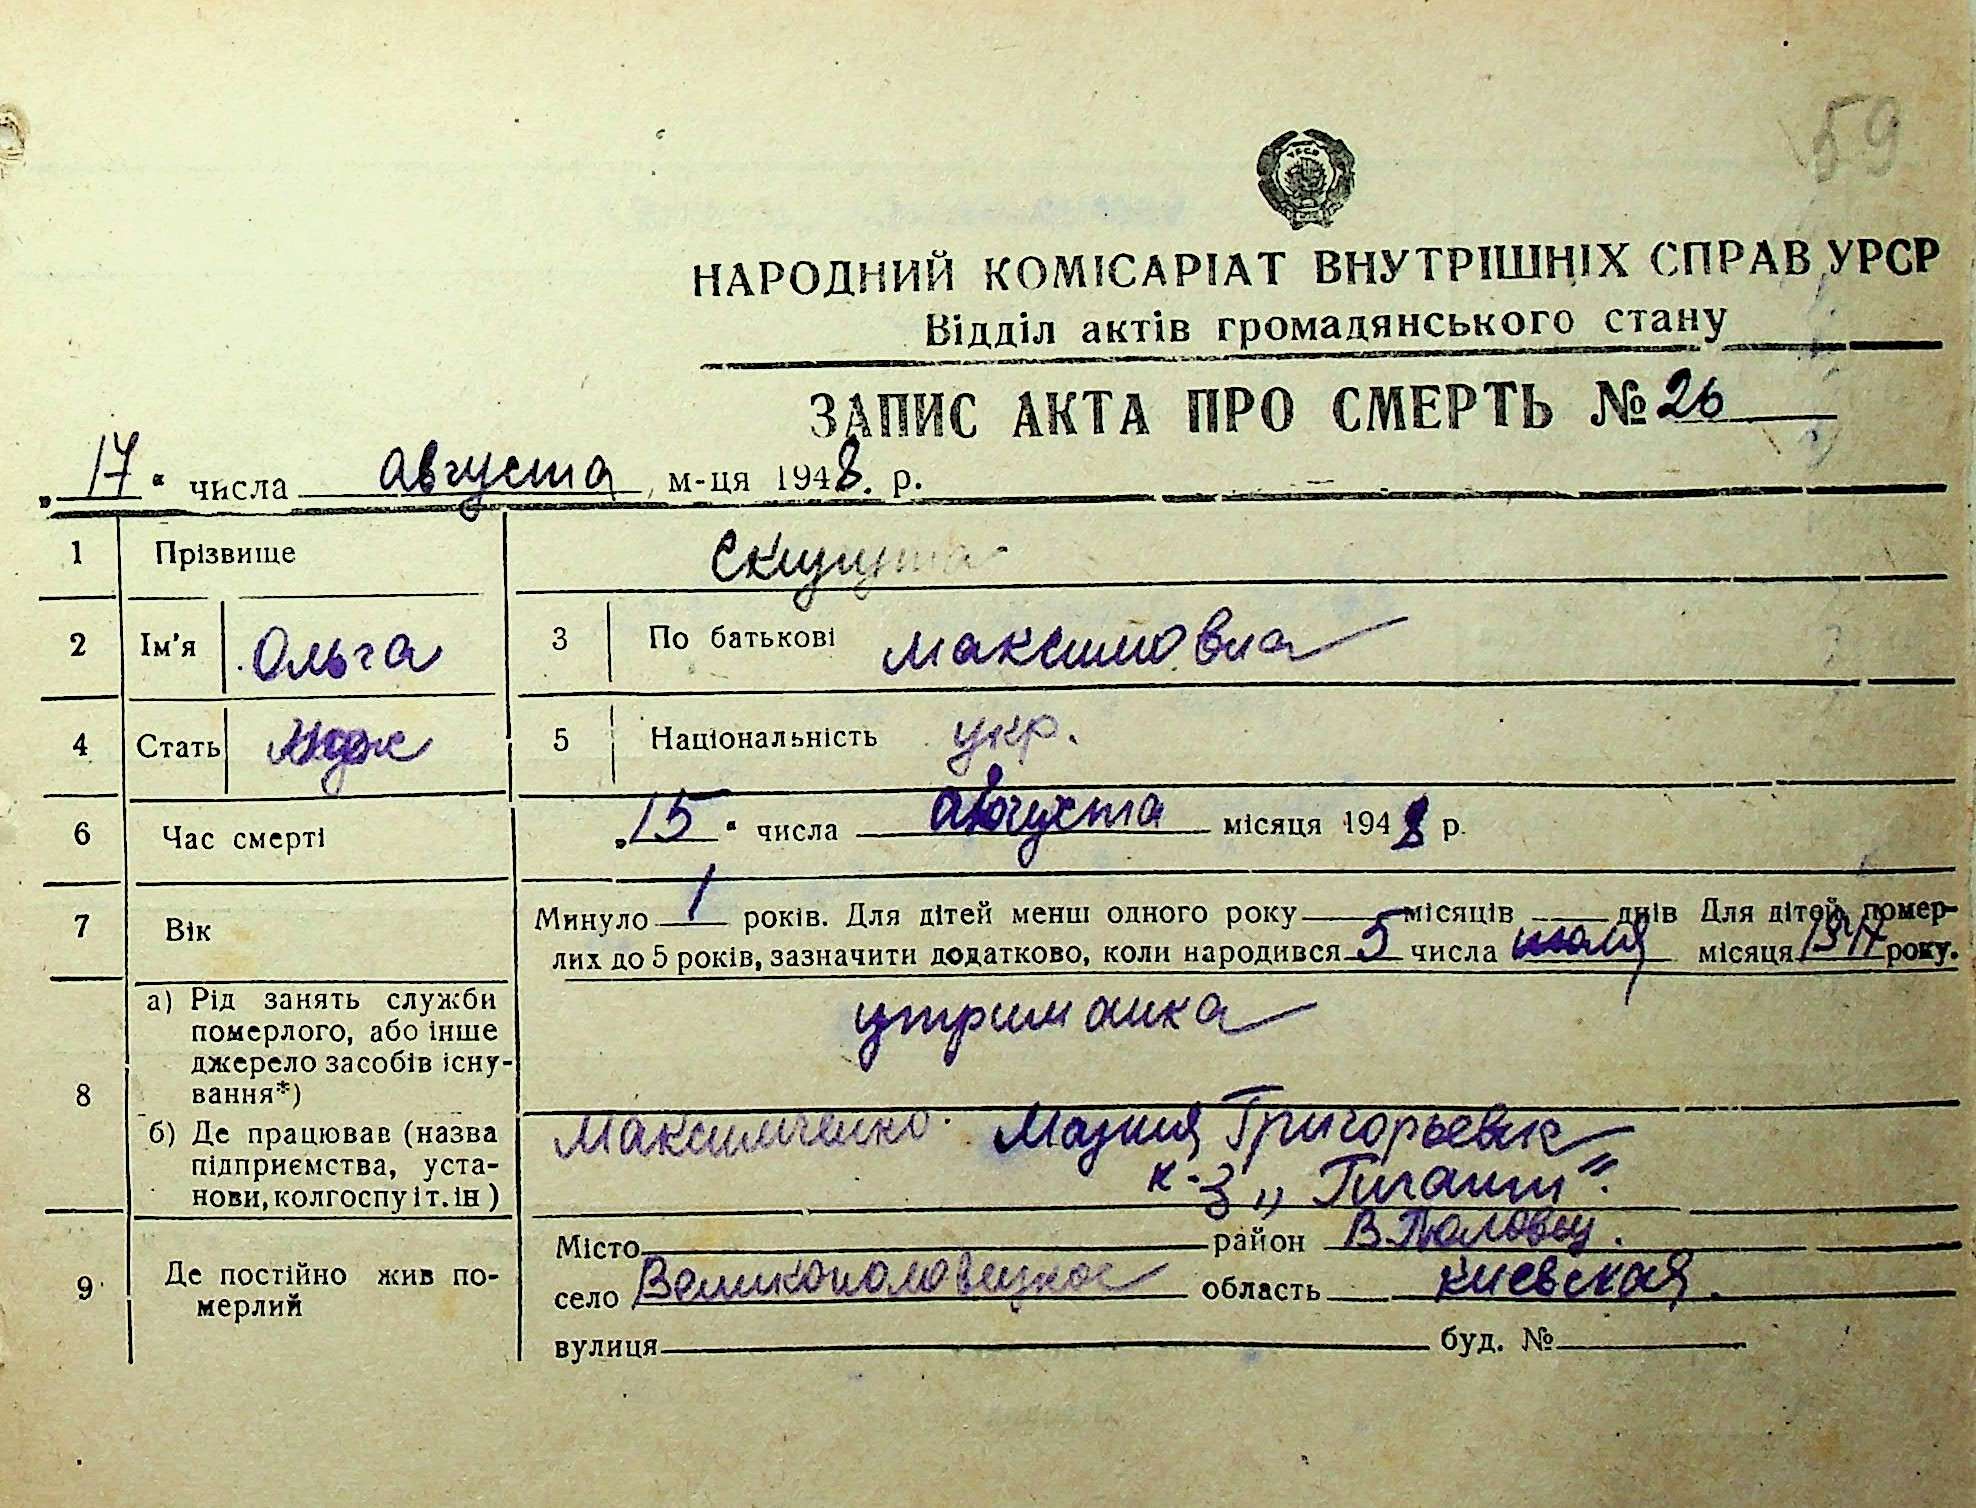 59
НАРОДНИЙ КОМІСАРІАТ ВНУТРІШНІХ СПРАВ УРСР
Відділ актів громадянського стану
ЗАПИС АКТА ПРО СМЕРТЬ № 26
„17“ числа августа м-ця 1948. р.
1 Прізвище
2 Ім'я Ольга 3 По батькові Максимовна
4 Стать 5 Національність укр.
6 Час смерті „15“ числа августа місяця 1948 р.
7 Вік Минуло 1 років. Для дітей менш одного року місяців днів Для дітей, помер-
лих до 5 років, зазначити додатково, коли народився 5 числа июля місяця 1947 року.
8 а) Рід занять служби померлого, або інше джерело засобів існування*) утриманка
б) Де працював (назва підприємства, установи, колгоспу і т. ін) Максимченко Мария Григорьевна
к-з „Гигант“.
9 Де постійно жив померлий Місто район В. Половец.
село Великополовецкое область киевская.
вулиця буд. №